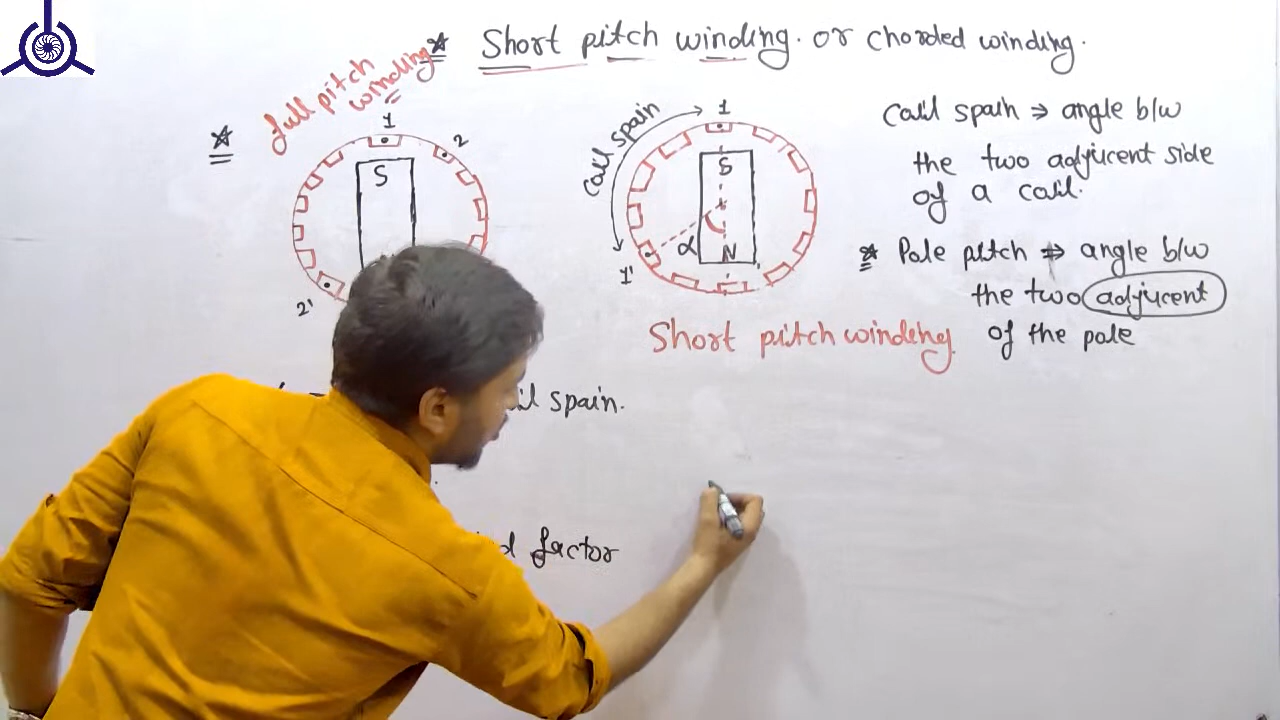 Short pitch winding. or chorded winding.
full pitch
winding
1
2
S
2'
coil spain
1
S
N
α
1'
Short pitch winding.
coil spain ⇒ angle b/w
the two adjucent side
of a coil.
Pole pitch ⇒ angle b/w
the two adjucent
of the pole
spain.
factor